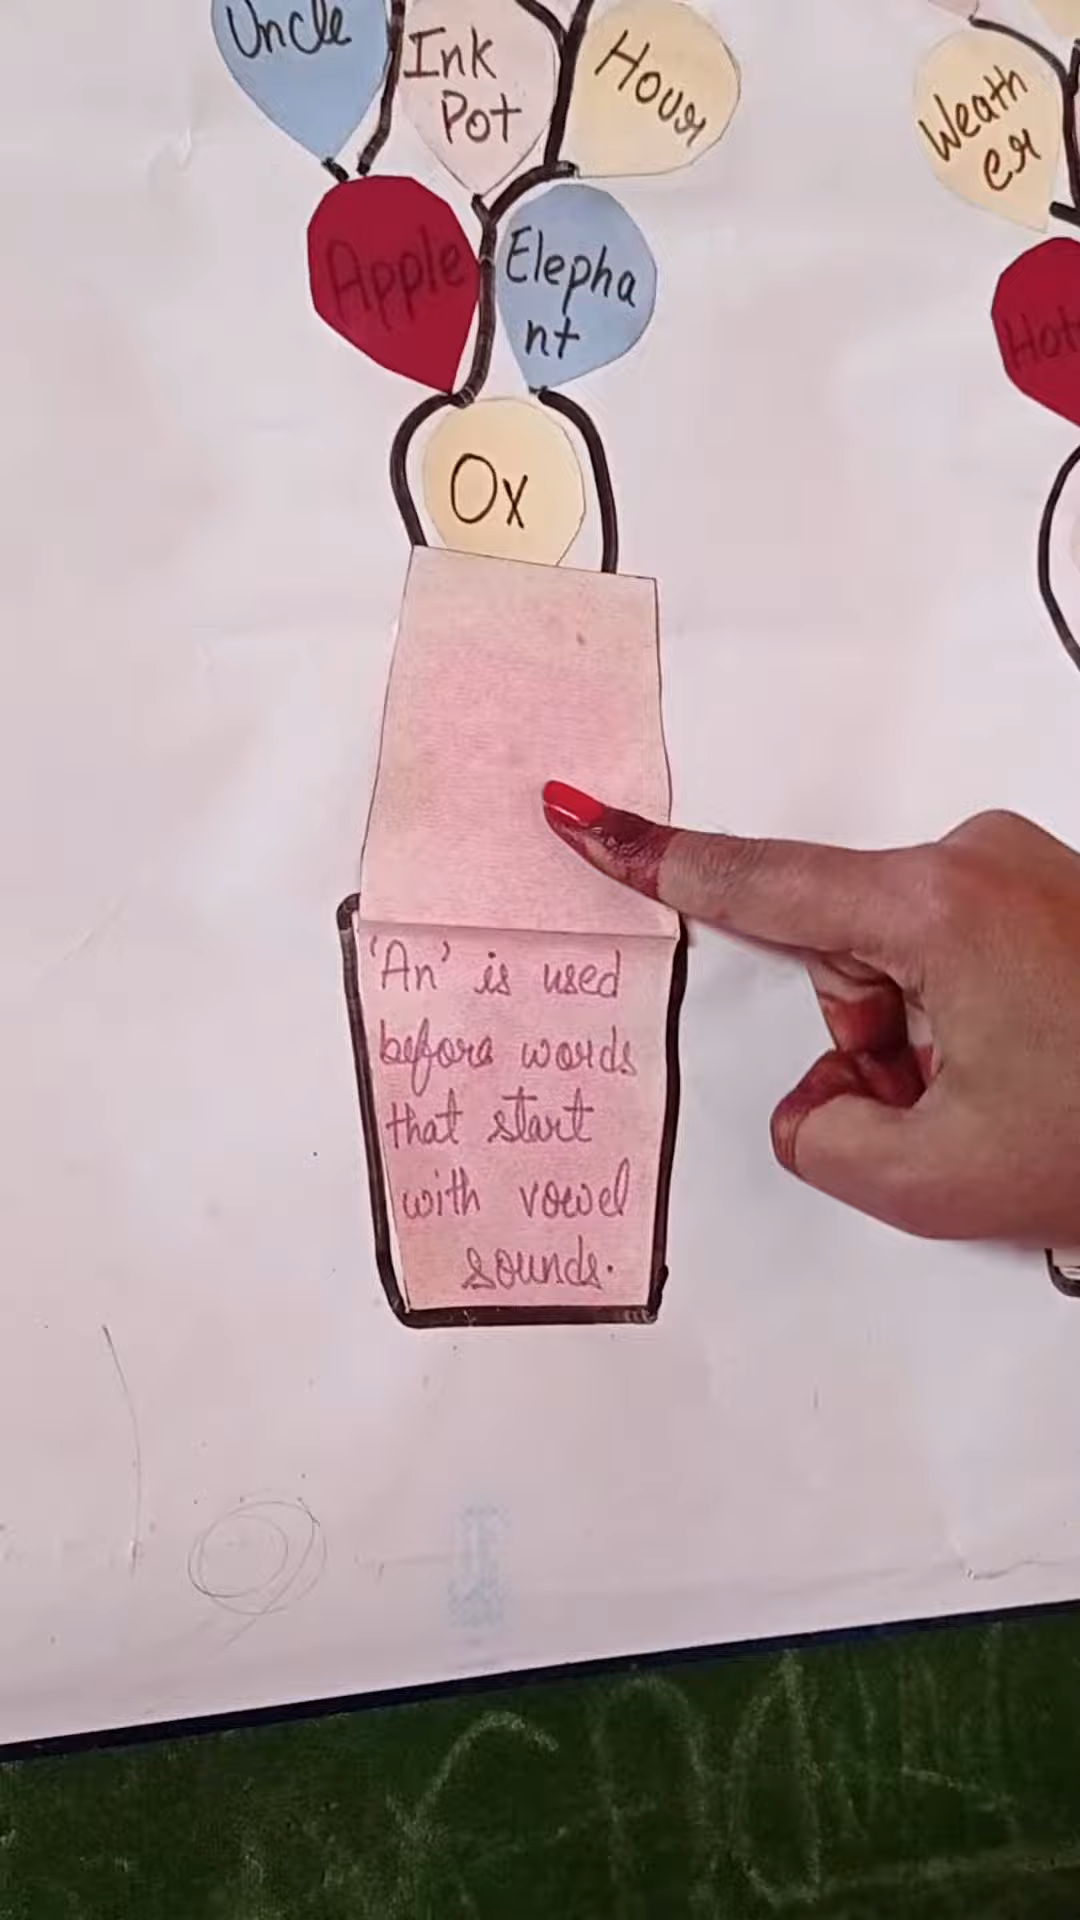 Uncle
Ink
Pot
Hour
Weath
er
Apple
Elepha
nt
Hot
Ox
'An' is used
before words
that start
with vowel
sounds.